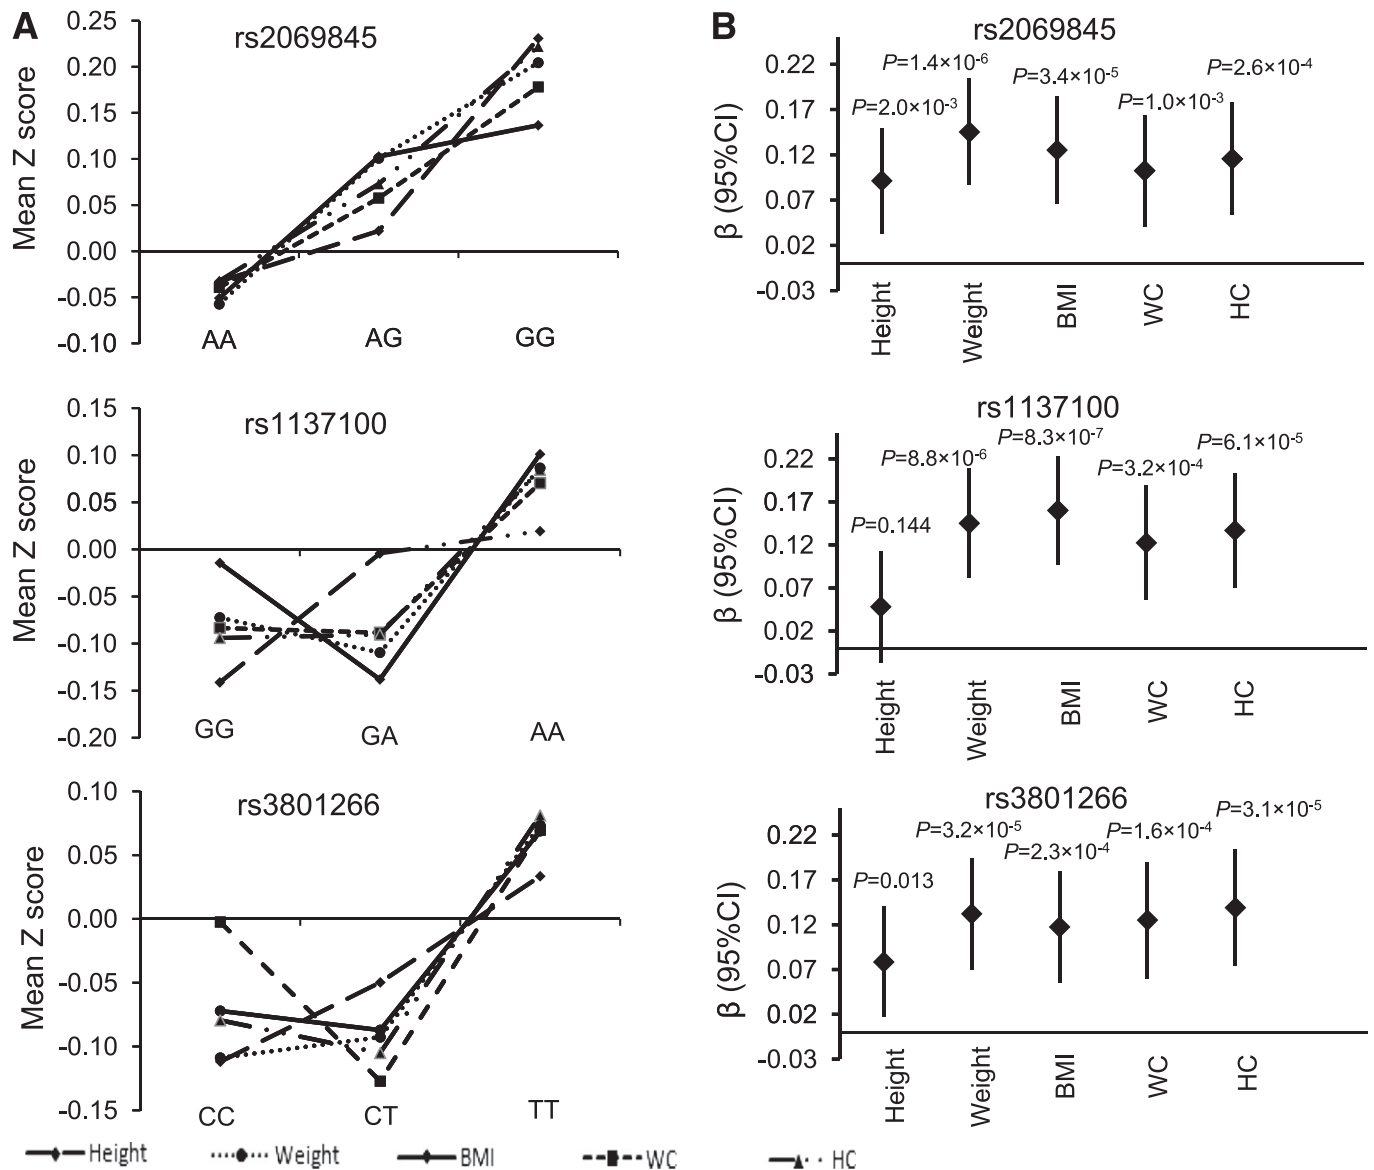 A
rs2069845
Mean Z score
0.25
0.20
0.15
0.10
0.05
0.00
-0.05
-0.10
AA AG GG
rs1137100
Mean Z score
0.15
0.10
0.05
0.00
-0.05
-0.10
-0.15
-0.20
GG GA AA
rs3801266
Mean Z score
0.10
0.05
0.00
-0.05
-0.10
-0.15
CC CT TT
Height Weight BMI WC HC
B
rs2069845
β (95%CI)
0.22
0.17
0.12
0.07
0.02
-0.03
P=2.0×10⁻³
P=1.4×10⁻⁶
P=3.4×10⁻⁵
P=1.0×10⁻³
P=2.6×10⁻⁴
Height Weight BMI WC HC
rs1137100
β (95%CI)
0.22
0.17
0.12
0.07
0.02
-0.03
P=0.144
P=8.8×10⁻⁶
P=8.3×10⁻⁷
P=3.2×10⁻⁴
P=6.1×10⁻⁵
Height Weight BMI WC HC
rs3801266
β (95%CI)
0.22
0.17
0.12
0.07
0.02
-0.03
P=0.013
P=3.2×10⁻⁵
P=2.3×10⁻⁴
P=1.6×10⁻⁴
P=3.1×10⁻⁵
Height Weight BMI WC HC